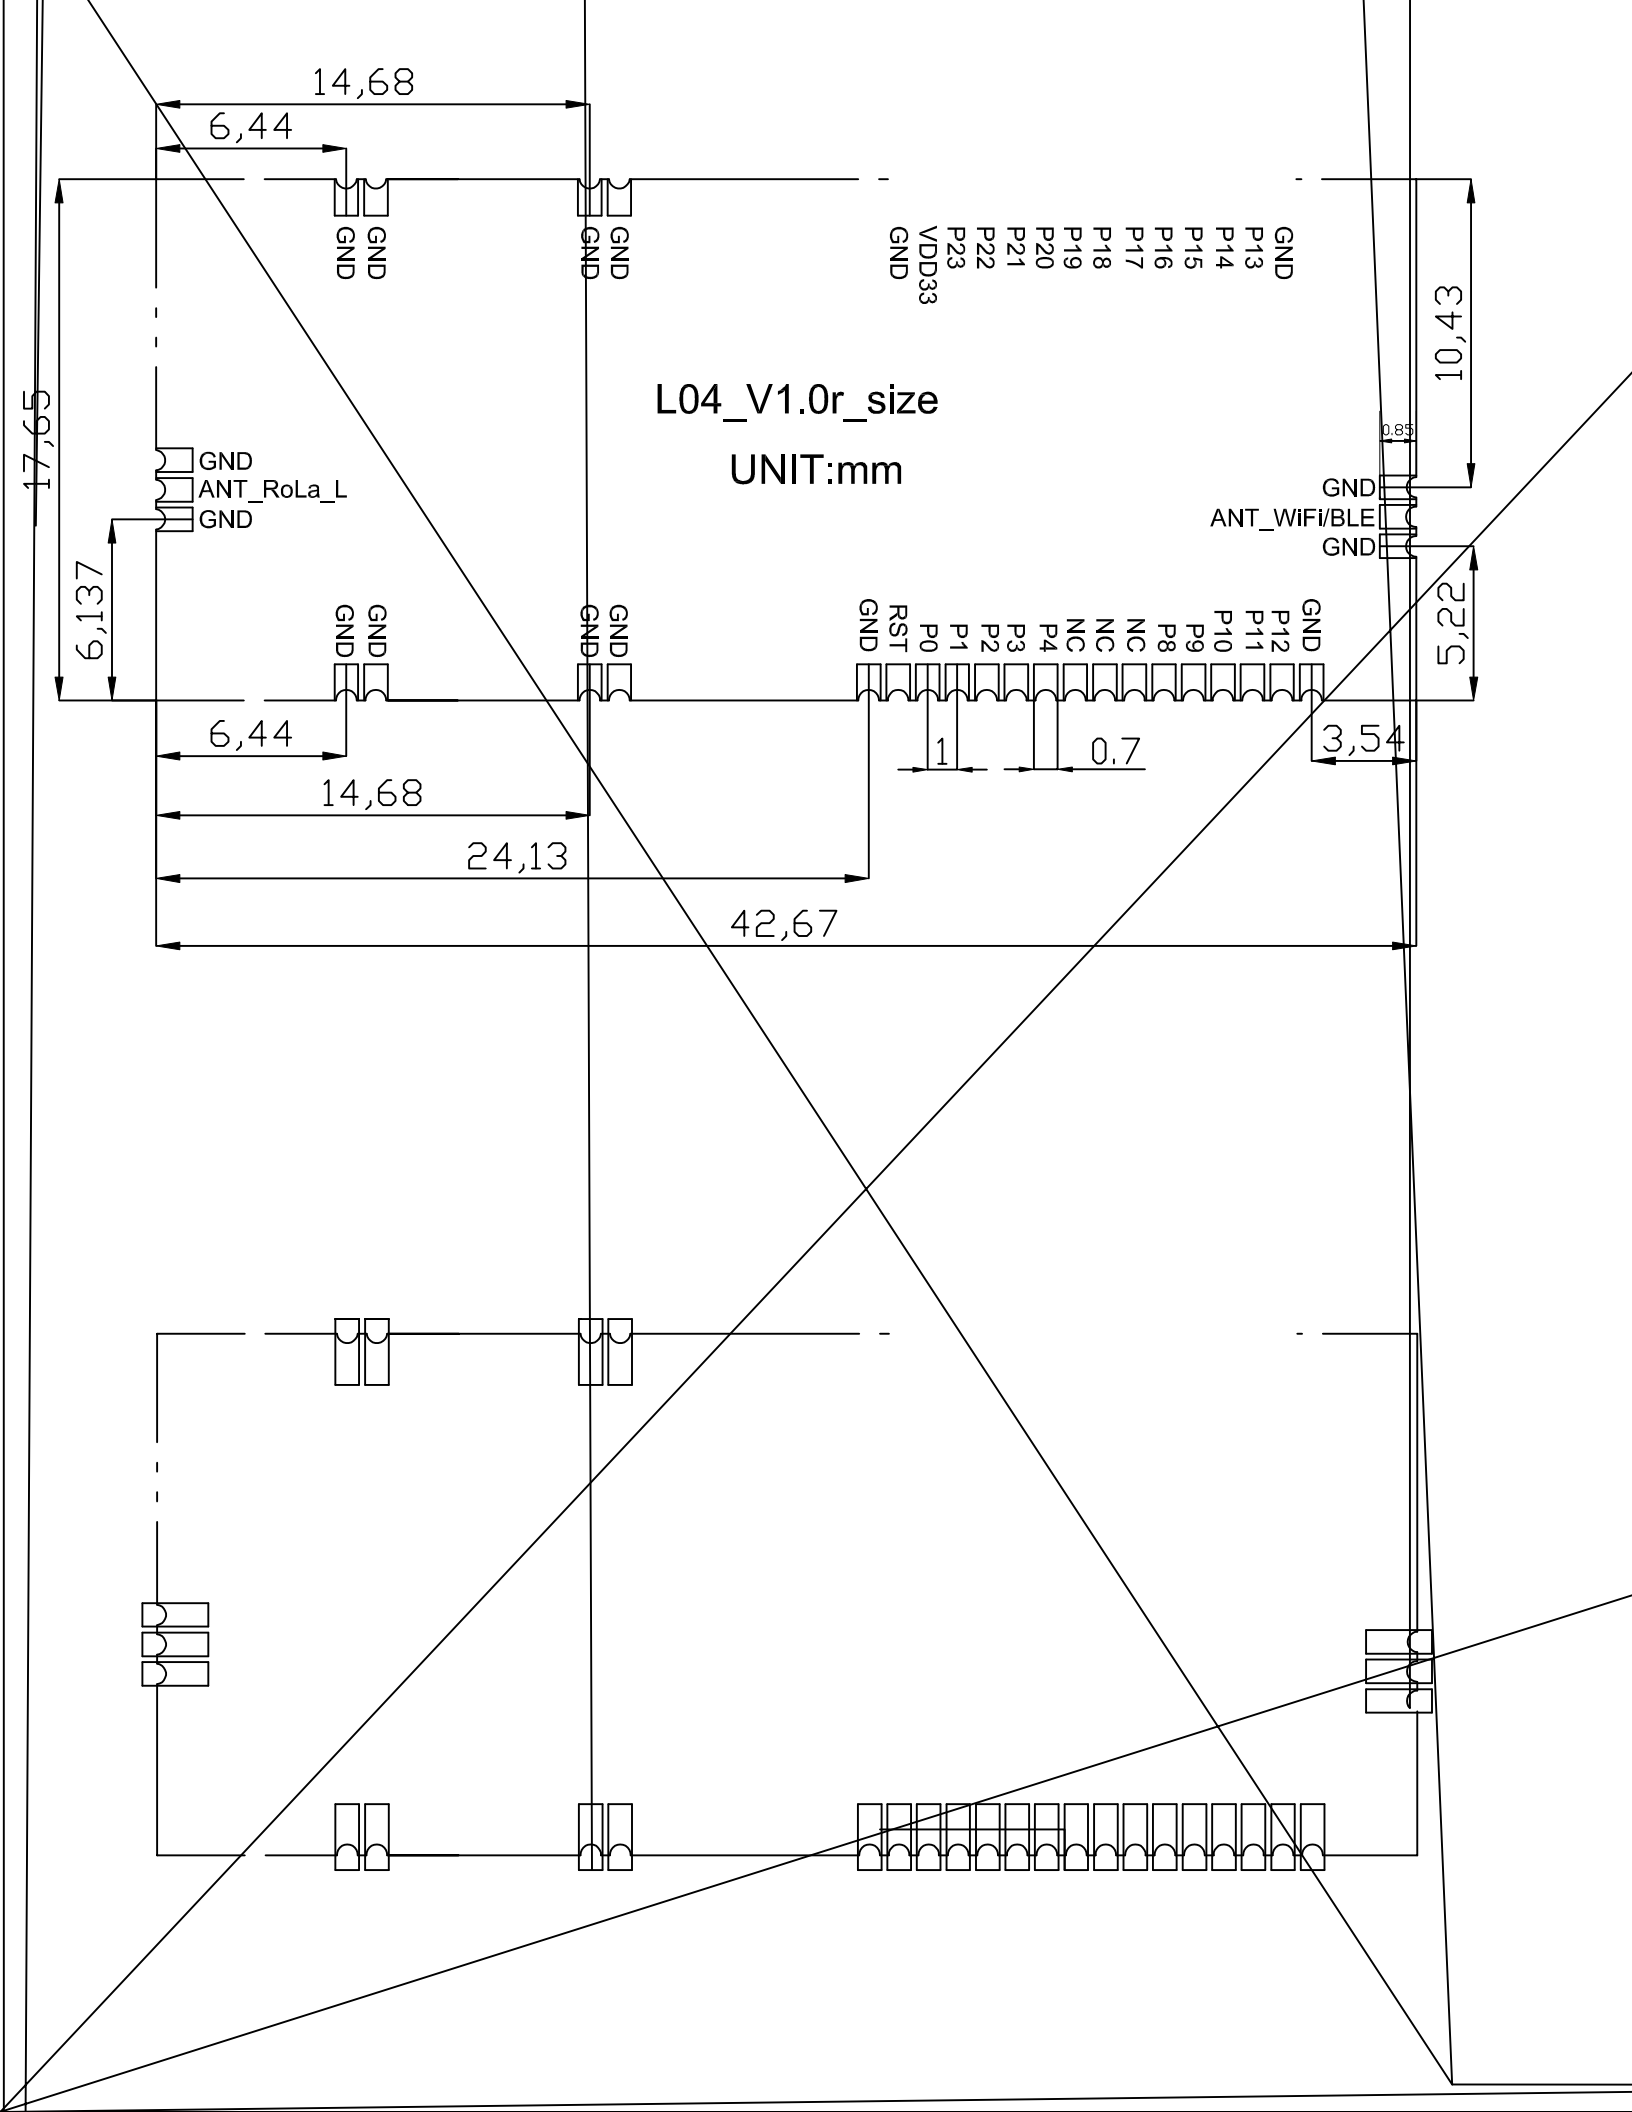 14,68
6,44
GND
GND
GND
GND
GND
VDD33
P23
P22
P21
P20
P19
P18
P17
P16
P15
P14
P13
GND
10,43
17,65
L04_V1.0r_size
UNIT:mm
0.85
GND
ANT_RoLa_L
GND
GND
ANT_WiFi/BLE
GND
6,137
5,22
GND
GND
GND
GND
GND
RST
P0
P1
P2
P3
P4
NC
NC
NC
P8
P9
P10
P11
P12
GND
6,44
1
0.7
3,54
14,68
24,13
42,67